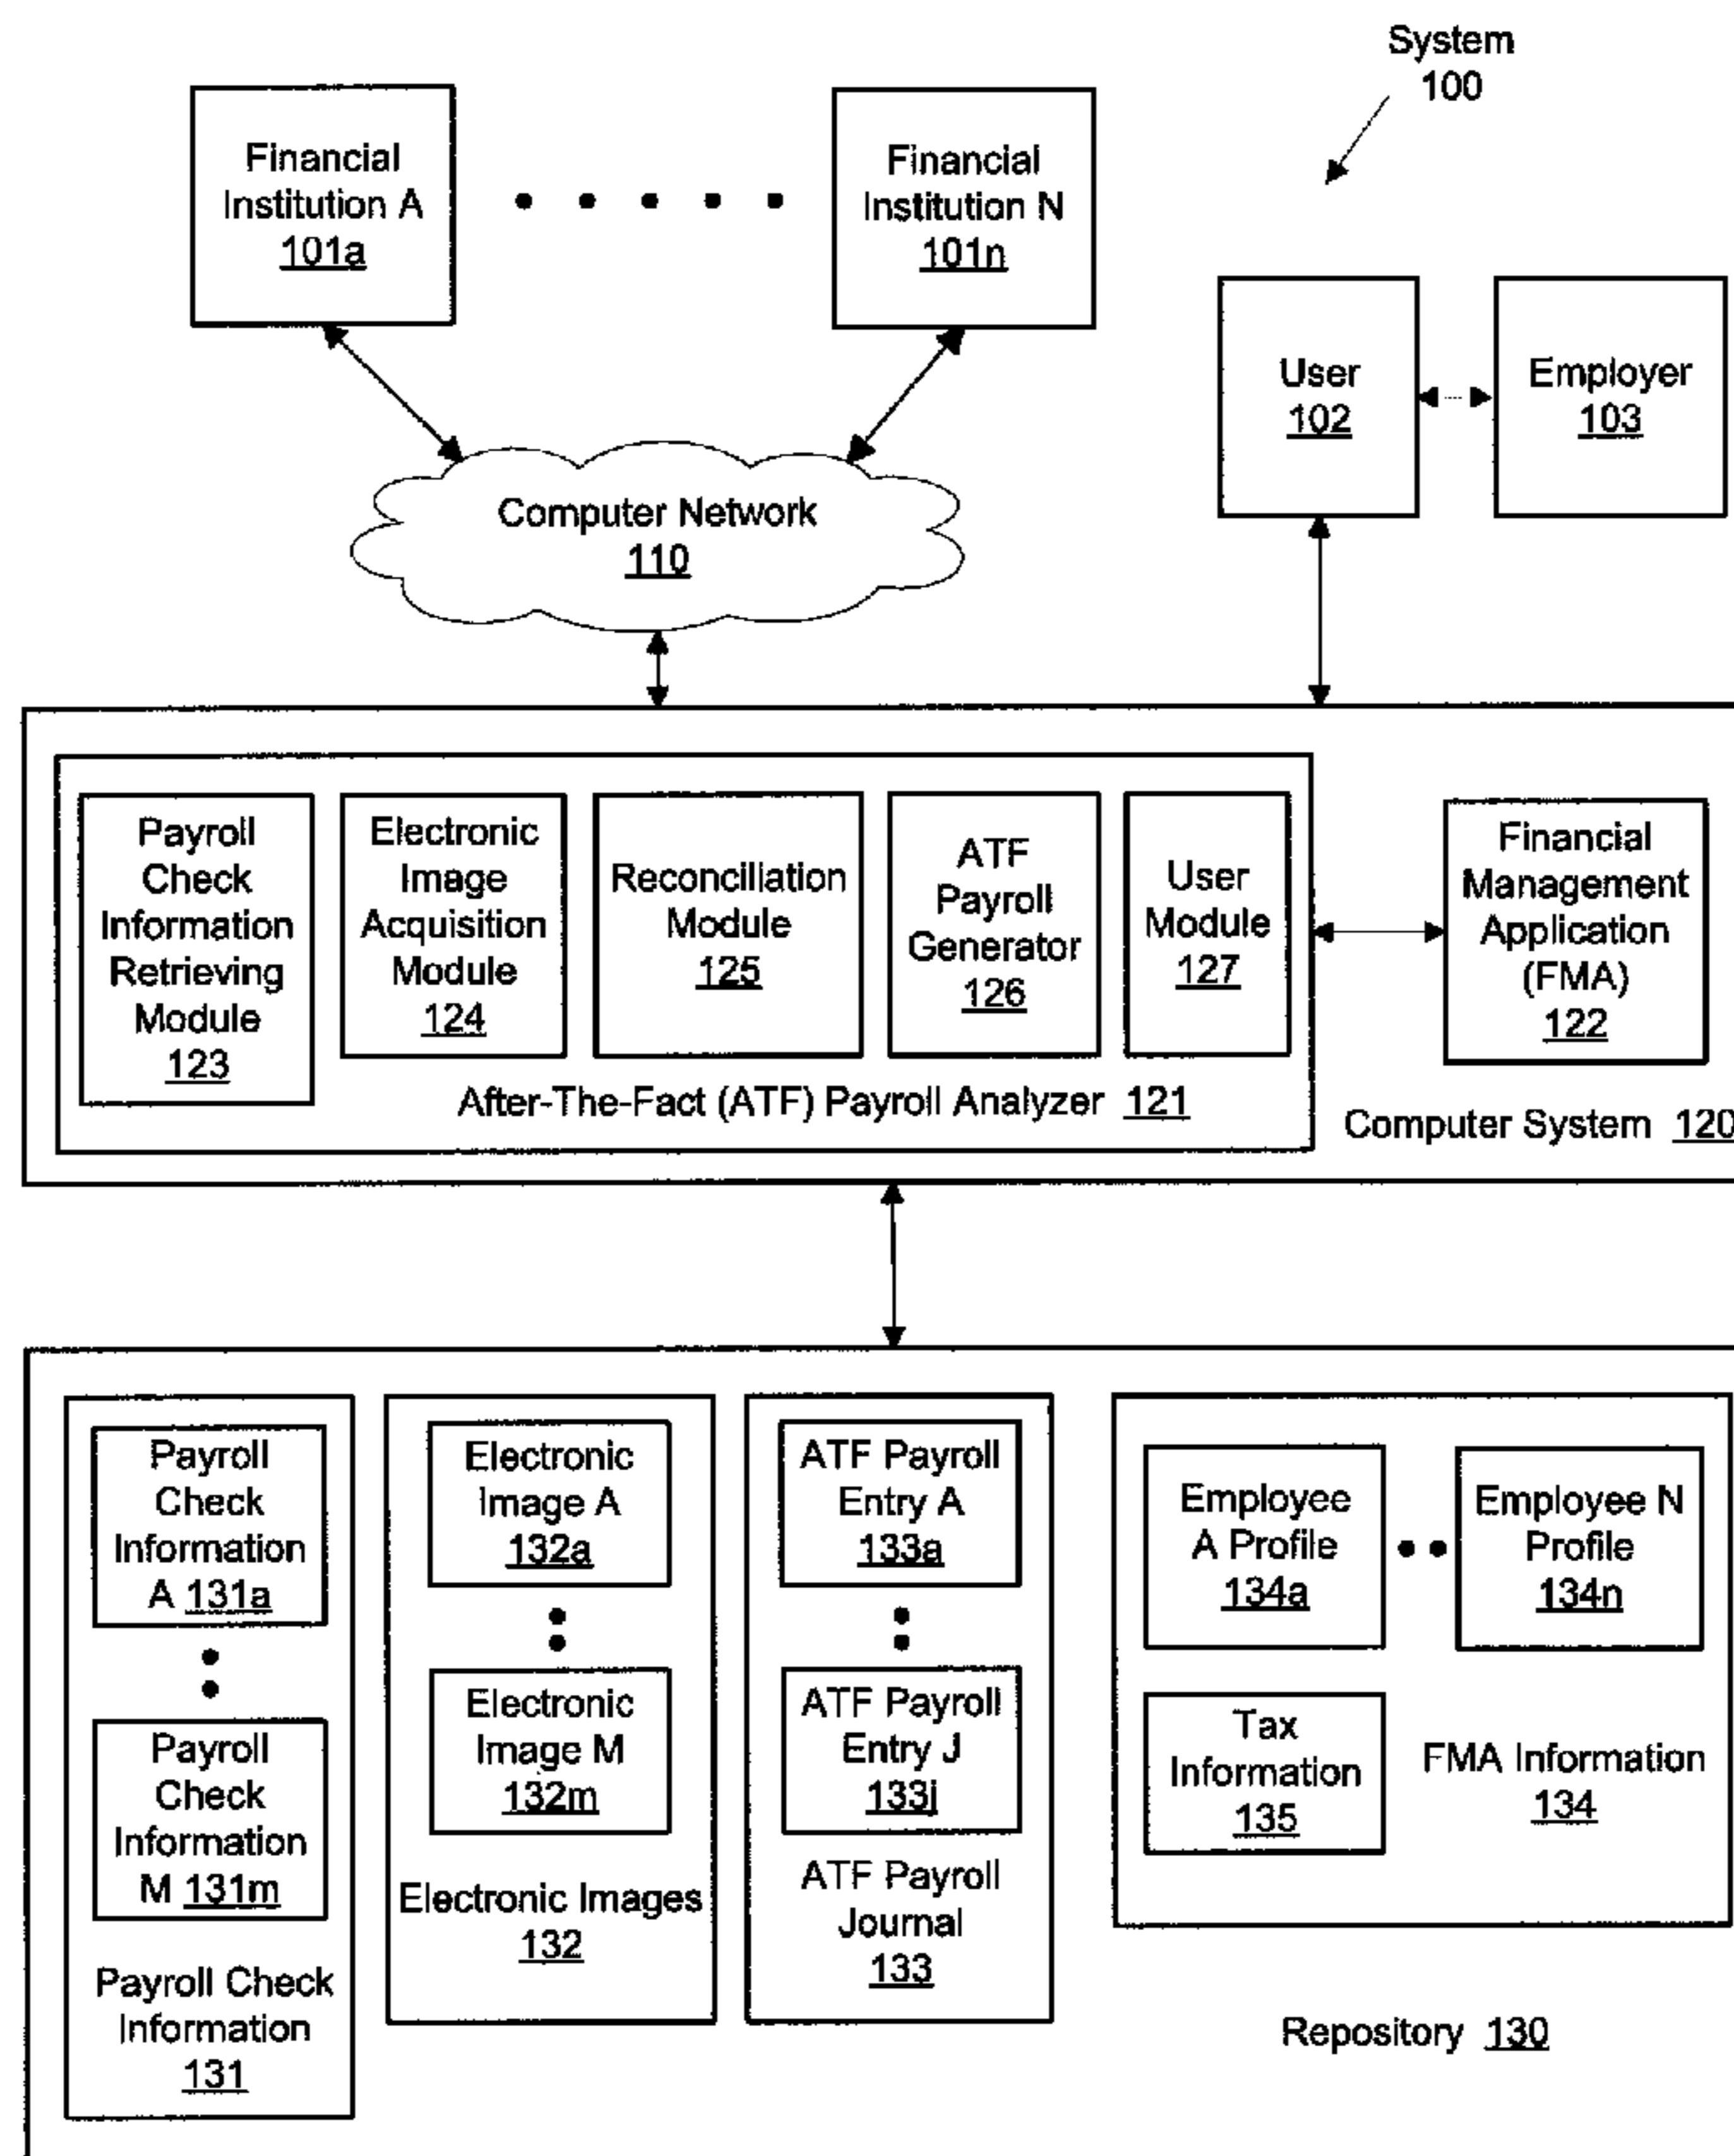 System
100
Financial
Institution A
101a
Financial
Institution N
101n
User
102
Employer
103
Computer Network
110
Payroll
Check
Information
Retrieving
Module
123
Electronic
Image
Acquisition
Module
124
Reconciliation
Module
125
ATF
Payroll
Generator
126
User
Module
127
Financial
Management
Application
(FMA)
122
After-The-Fact (ATF) Payroll Analyzer 121
Computer System 120
Payroll
Check
Information
A 131a
Payroll
Check
Information
M 131m
Payroll Check
Information
131
Electronic
Image A
132a
Electronic
Image M
132m
Electronic Images
132
ATF Payroll
Entry A
133a
ATF Payroll
Entry J
133j
ATF Payroll
Journal
133
Employee
A Profile
134a
Employee N
Profile
134n
Tax
Information
135
FMA Information
134
Repository 130